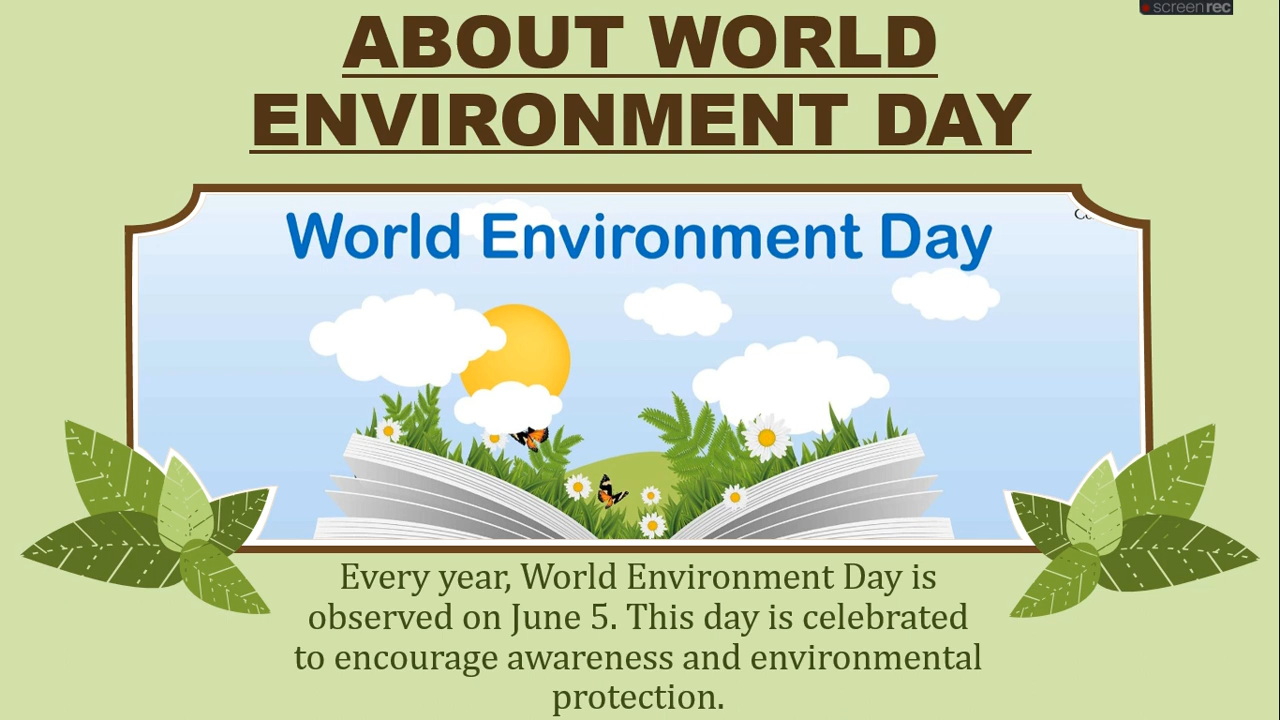 screenrec
ABOUT WORLD
ENVIRONMENT DAY
World Environment Day
Every year, World Environment Day is
observed on June 5. This day is celebrated
to encourage awareness and environmental
protection.